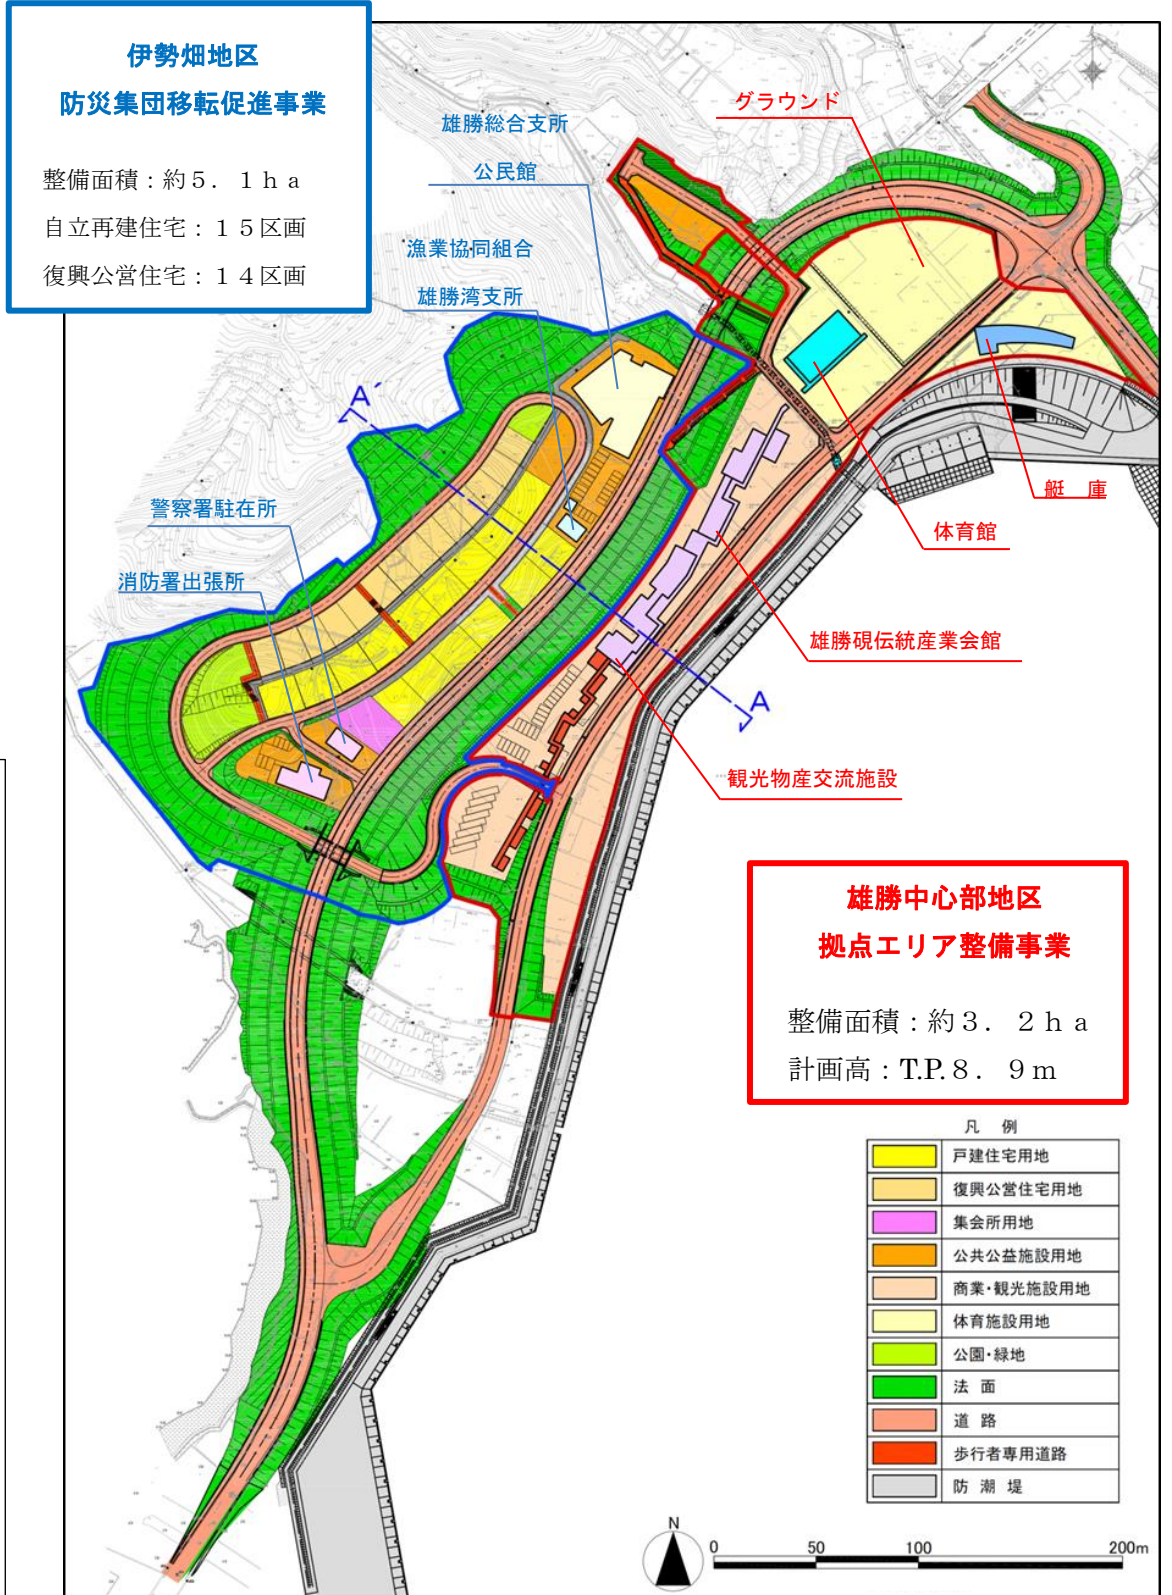 伊勢畑地区
防災集団移転促進事業
整備面積：約５．１ｈａ
自立再建住宅：１５区画
復興公営住宅：１４区画
雄勝総合支所
公民館
漁業協同組合
雄勝湾支所
グラウンド
A´
警察署駐在所
消防署出張所
艇　庫
体育館
雄勝硯伝統産業会館
A
観光物産交流施設
雄勝中心部地区
拠点エリア整備事業
整備面積：約３．２ｈａ
計画高：T.P.８．９ｍ
凡　例
戸建住宅用地
復興公営住宅用地
集会所用地
公共公益施設用地
商業・観光施設用地
体育施設用地
公園・緑地
法　面
道　路
歩行者専用道路
防　潮　堤
N
0 50 100 200m